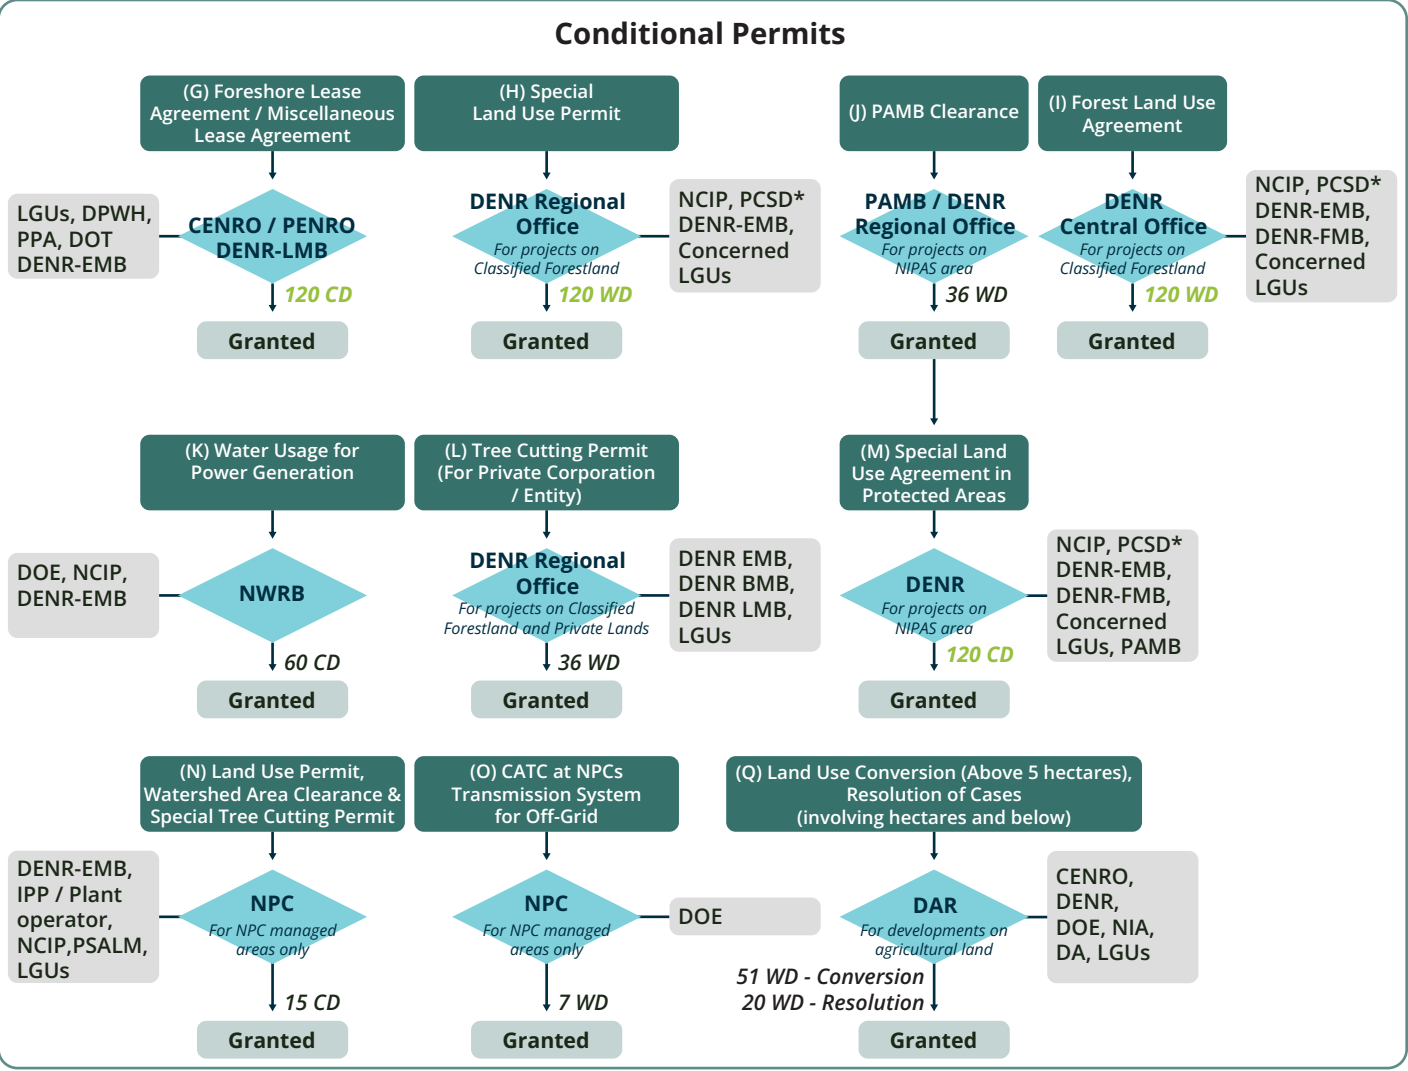 Conditional Permits
(G) Foreshore Lease
Agreement / Miscellaneous
Lease Agreement
LGUs, DPWH,
PPA, DOT
DENR-EMB
CENRO / PENRO
DENR-LMB
120 CD
Granted
(H) Special
Land Use Permit
DENR Regional
Office
For projects on
Classified Forestland
NCIP, PCSD*
DENR-EMB,
Concerned
LGUs
120 WD
Granted
(J) PAMB Clearance
PAMB / DENR
Regional Office
For projects on
NIPAS area
36 WD
Granted
(I) Forest Land Use
Agreement
DENR
Central Office
For projects on
Classified Forestland
NCIP, PCSD*
DENR-EMB,
DENR-FMB,
Concerned
LGUs
120 WD
Granted
(K) Water Usage for
Power Generation
DOE, NCIP,
DENR-EMB
NWRB
60 CD
Granted
(L) Tree Cutting Permit
(For Private Corporation
/ Entity)
DENR Regional
Office
For projects on Classified
Forestland and Private Lands
DENR EMB,
DENR BMB,
DENR LMB,
LGUs
36 WD
Granted
(M) Special Land
Use Agreement in
Protected Areas
DENR
For projects on
NIPAS area
NCIP, PCSD*
DENR-EMB,
DENR-FMB,
Concerned
LGUs, PAMB
120 CD
Granted
(N) Land Use Permit,
Watershed Area Clearance &
Special Tree Cutting Permit
DENR-EMB,
IPP / Plant
operator,
NCIP,PSALM,
LGUs
NPC
For NPC managed
areas only
15 CD
Granted
(O) CATC at NPCs
Transmission System
for Off-Grid
NPC
For NPC managed
areas only
DOE
7 WD
Granted
(Q) Land Use Conversion (Above 5 hectares),
Resolution of Cases
(involving hectares and below)
DAR
For developments on
agricultural land
CENRO,
DENR,
DOE, NIA,
DA, LGUs
51 WD - Conversion
20 WD - Resolution
Granted